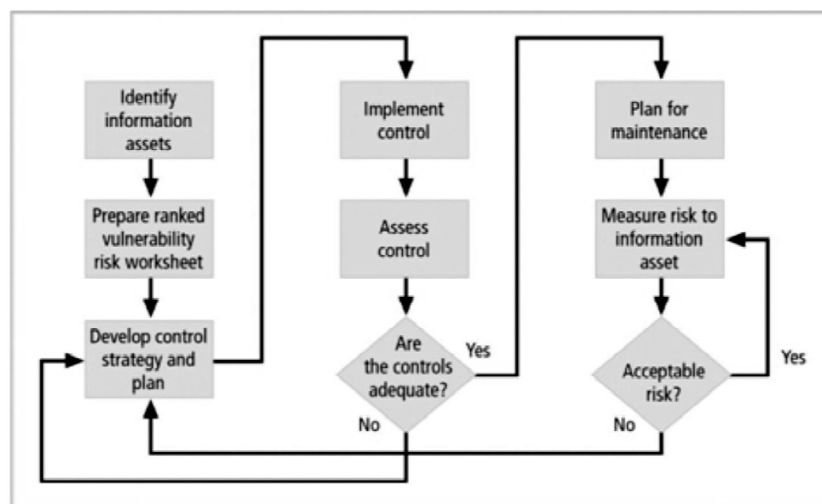 Identify
information
assets
Prepare ranked
vulnerability
risk worksheet
Develop control
strategy and
plan
Implement
control
Assess
control
Are
the controls
adequate?
Yes
No
Plan for
maintenance
Measure risk to
information
asset
Acceptable
risk?
Yes
No